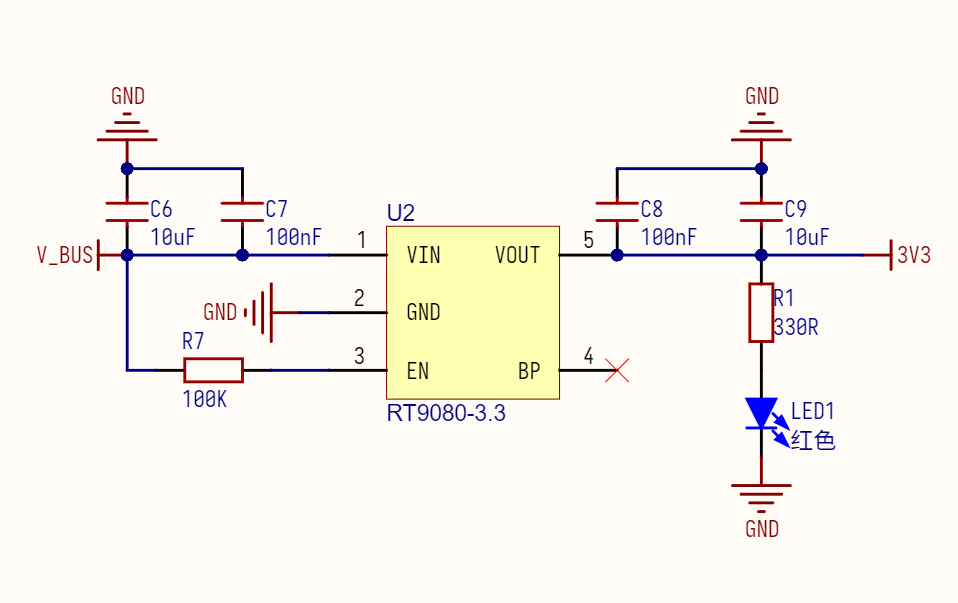 GND
GND
C6
10uF
C7
100nF
U2
C8
100nF
C9
10uF
V_BUS
1
VIN
VOUT
5
3V3
GND
2
GND
R1
330R
R7
100K
3
EN
BP
4
RT9080-3.3
LED1
红色
GND